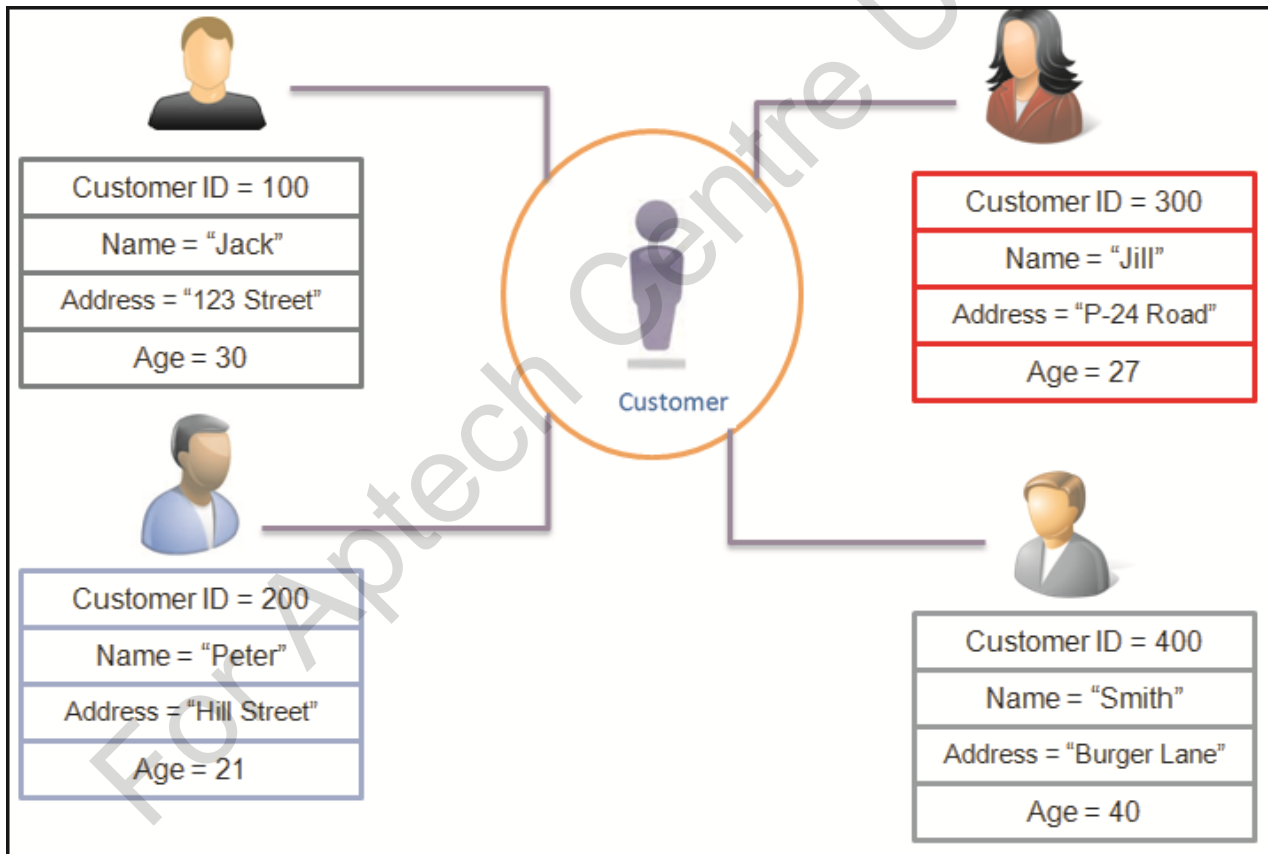 Customer ID = 100
Name = “Jack”
Address = “123 Street”
Age = 30
Customer ID = 300
Name = “Jill”
Address = “P-24 Road”
Age = 27
Customer
Customer ID = 200
Name = “Peter”
Address = “Hill Street”
Age = 21
Customer ID = 400
Name = “Smith”
Address = “Burger Lane”
Age = 40
For Aptech Centre U